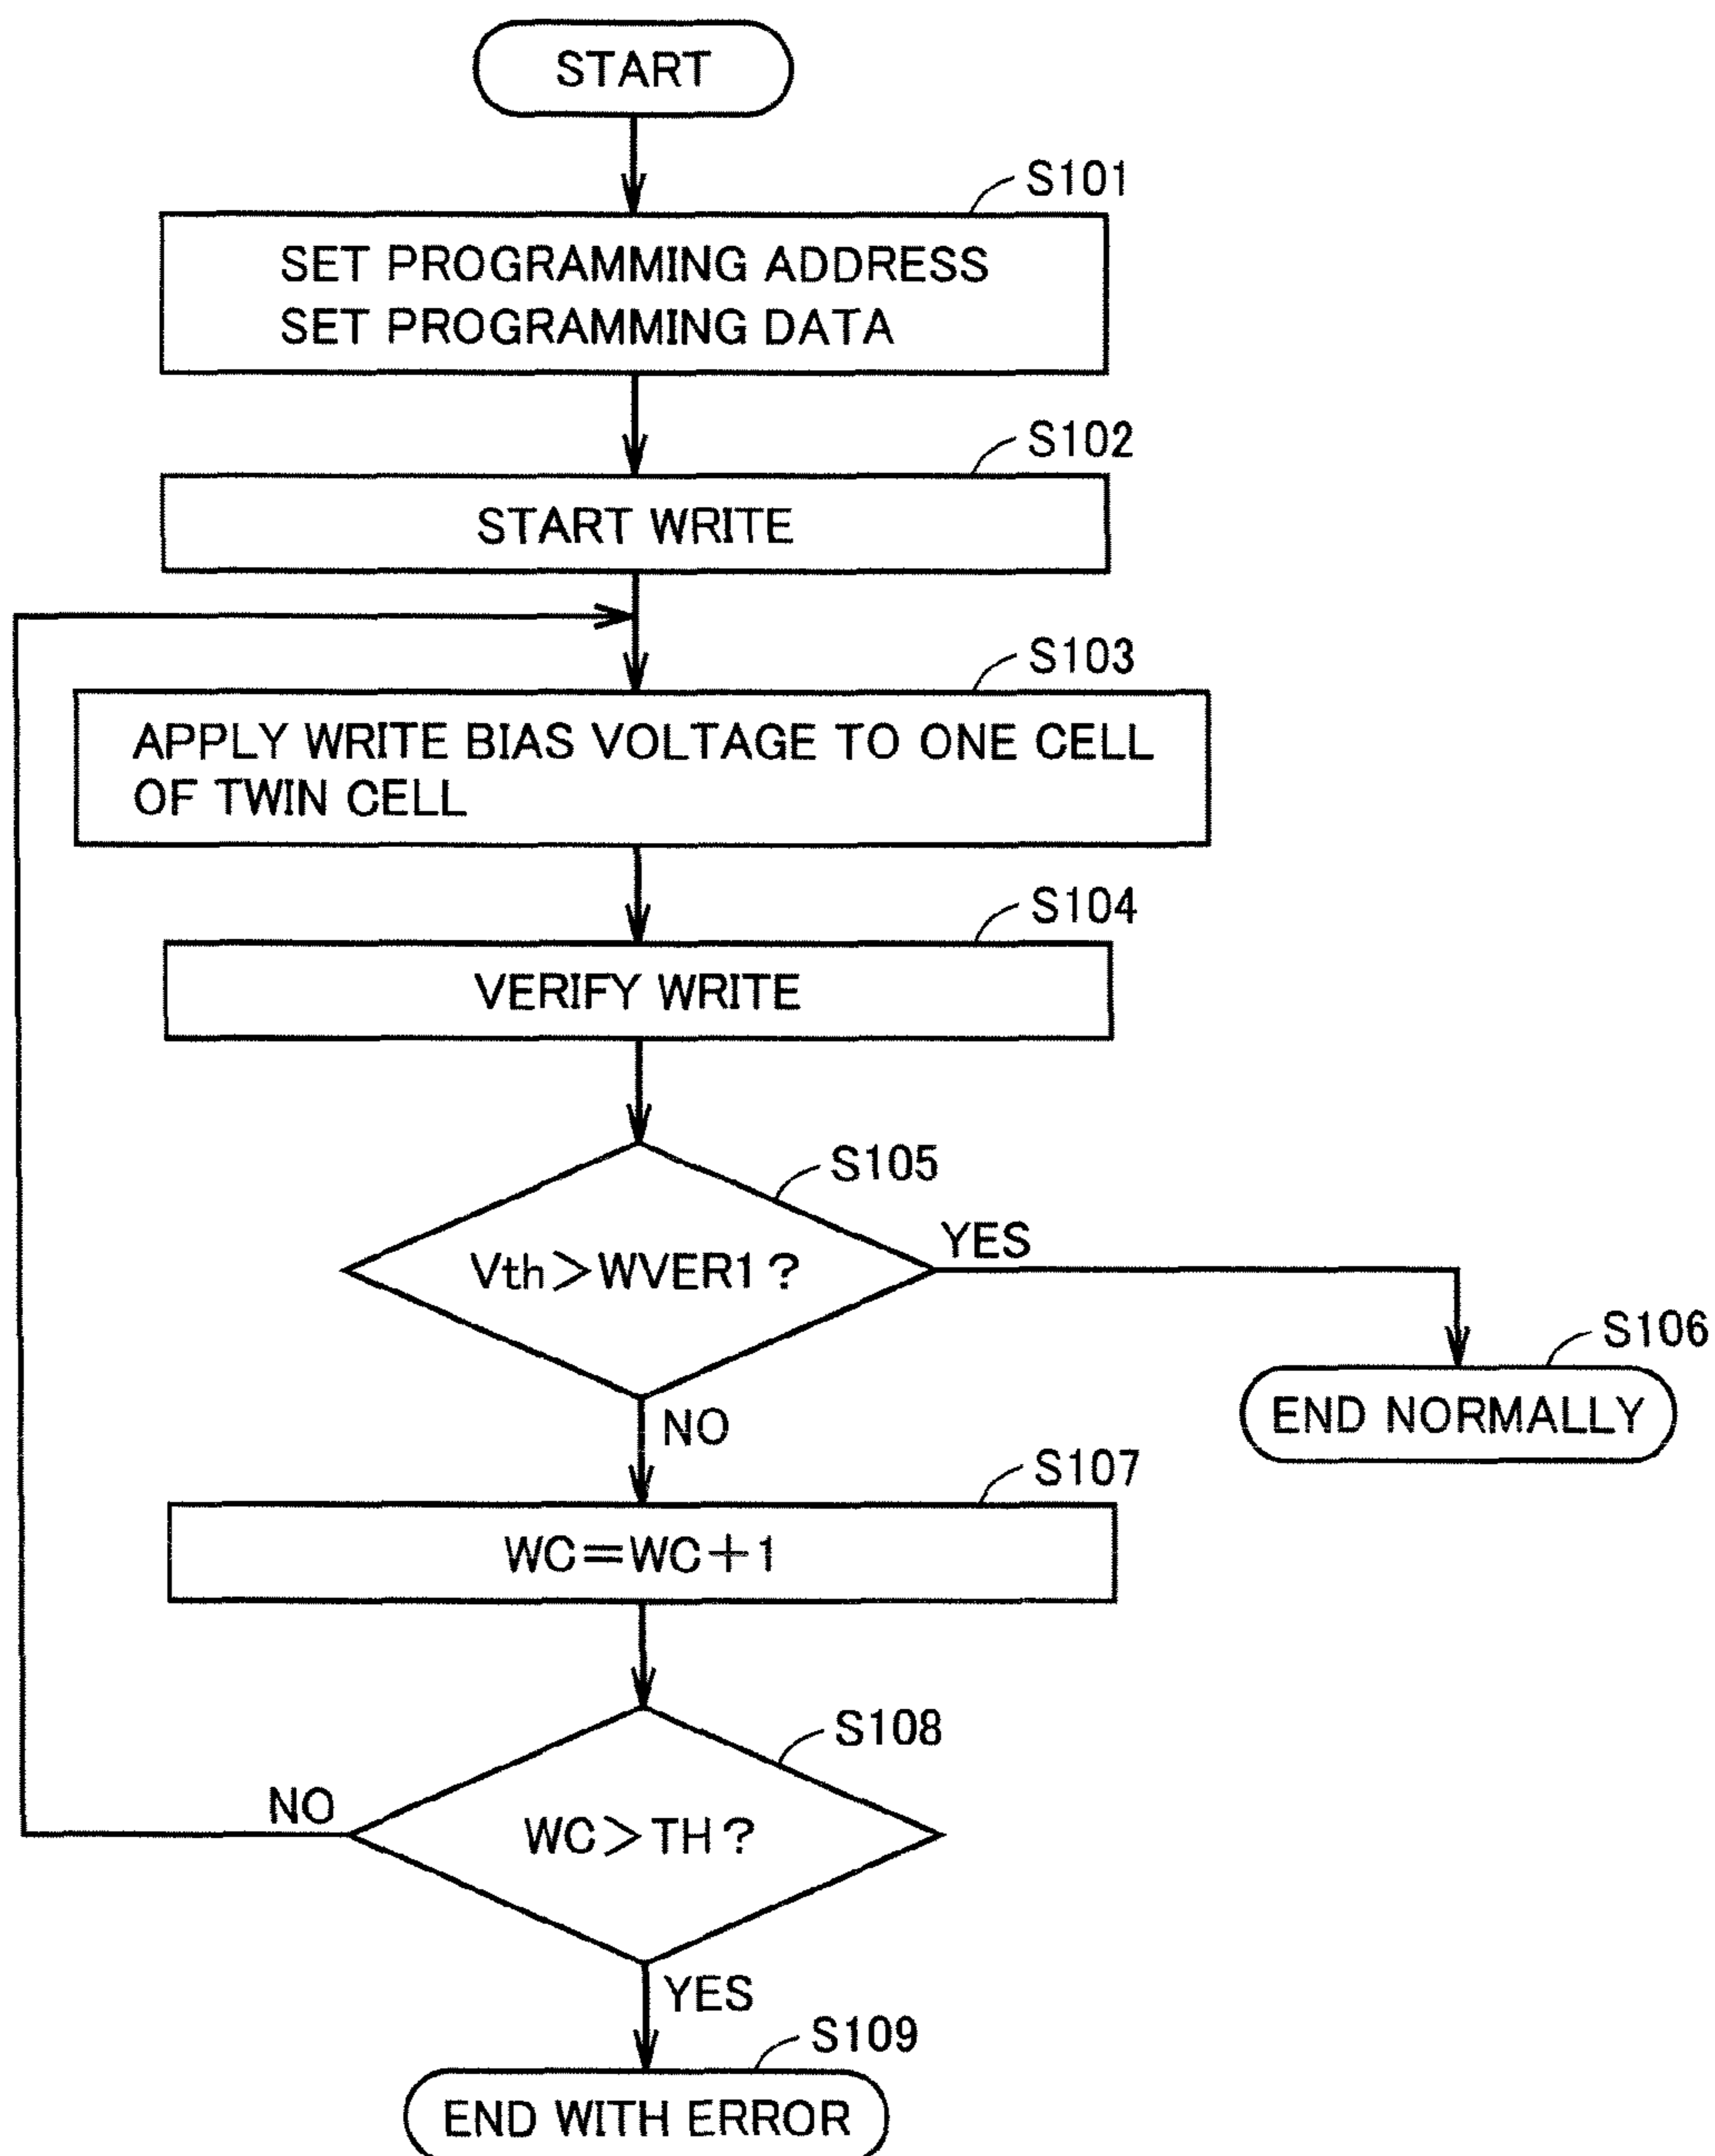 START
S101
SET PROGRAMMING ADDRESS
SET PROGRAMMING DATA
S102
START WRITE
S103
APPLY WRITE BIAS VOLTAGE TO ONE CELL
OF TWIN CELL
S104
VERIFY WRITE
S105
Vth>WVER1?
YES
S106
END NORMALLY
NO
S107
WC=WC+1
S108
NO
WC>TH?
YES
S109
END WITH ERROR